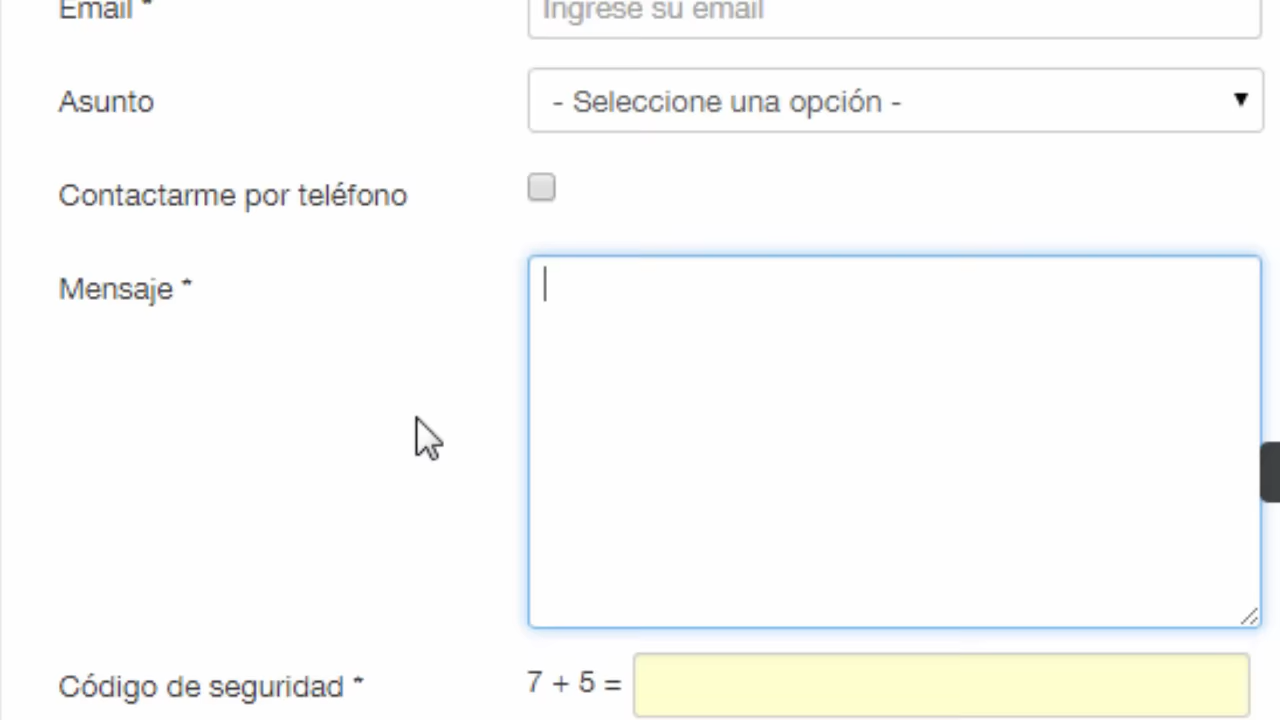 Email *
Ingrese su email
Asunto
- Seleccione una opción -
Contactarme por teléfono
Mensaje *
Código de seguridad *
7 + 5 =